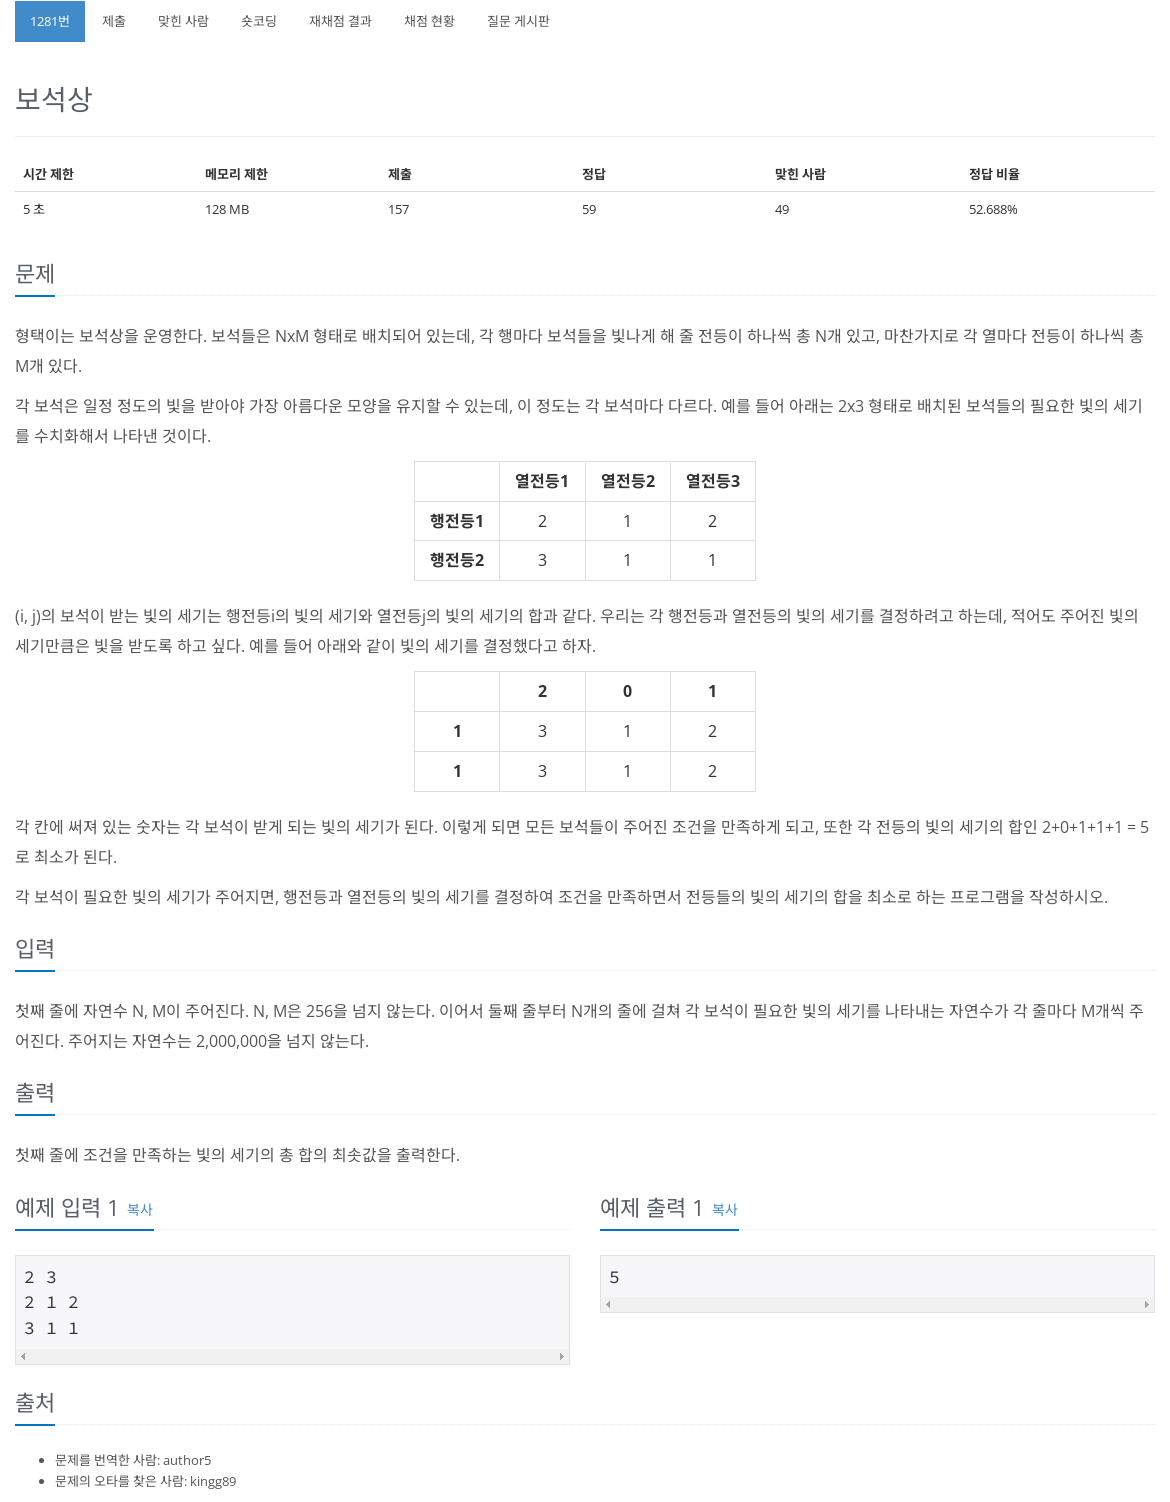 1281번 제출 맞힌 사람 숏코딩 재채점 결과 채점 현황 질문 게시판
보석상
시간 제한 메모리 제한 제출 정답 맞힌 사람 정답 비율
5 초 128 MB 157 59 49 52.688%
문제
형택이는 보석상을 운영한다. 보석들은 NxM 형태로 배치되어 있는데, 각 행마다 보석들을 빛나게 해 줄 전등이 하나씩 총 N개 있고, 마찬가지로 각 열마다 전등이 하나씩 총
M개 있다.
각 보석은 일정 정도의 빛을 받아야 가장 아름다운 모양을 유지할 수 있는데, 이 정도는 각 보석마다 다르다. 예를 들어 아래는 2x3 형태로 배치된 보석들의 필요한 빛의 세기
를 수치화해서 나타낸 것이다.
열전등1 열전등2 열전등3
행전등1 2 1 2
행전등2 3 1 1
(i, j)의 보석이 받는 빛의 세기는 행전등i의 빛의 세기와 열전등j의 빛의 세기의 합과 같다. 우리는 각 행전등과 열전등의 빛의 세기를 결정하려고 하는데, 적어도 주어진 빛의
세기만큼은 빛을 받도록 하고 싶다. 예를 들어 아래와 같이 빛의 세기를 결정했다고 하자.
2 0 1
1 3 1 2
1 3 1 2
각 칸에 써져 있는 숫자는 각 보석이 받게 되는 빛의 세기가 된다. 이렇게 되면 모든 보석들이 주어진 조건을 만족하게 되고, 또한 각 전등의 빛의 세기의 합인 2+0+1+1+1 = 5
로 최소가 된다.
각 보석이 필요한 빛의 세기가 주어지면, 행전등과 열전등의 빛의 세기를 결정하여 조건을 만족하면서 전등들의 빛의 세기의 합을 최소로 하는 프로그램을 작성하시오.
입력
첫째 줄에 자연수 N, M이 주어진다. N, M은 256을 넘지 않는다. 이어서 둘째 줄부터 N개의 줄에 걸쳐 각 보석이 필요한 빛의 세기를 나타내는 자연수가 각 줄마다 M개씩 주
어진다. 주어지는 자연수는 2,000,000을 넘지 않는다.
출력
첫째 줄에 조건을 만족하는 빛의 세기의 총 합의 최솟값을 출력한다.
예제 입력 1 복사
2 3
2 1 2
3 1 1
예제 출력 1 복사
5
출처
문제를 번역한 사람: author5
문제의 오타를 찾은 사람: kingg89